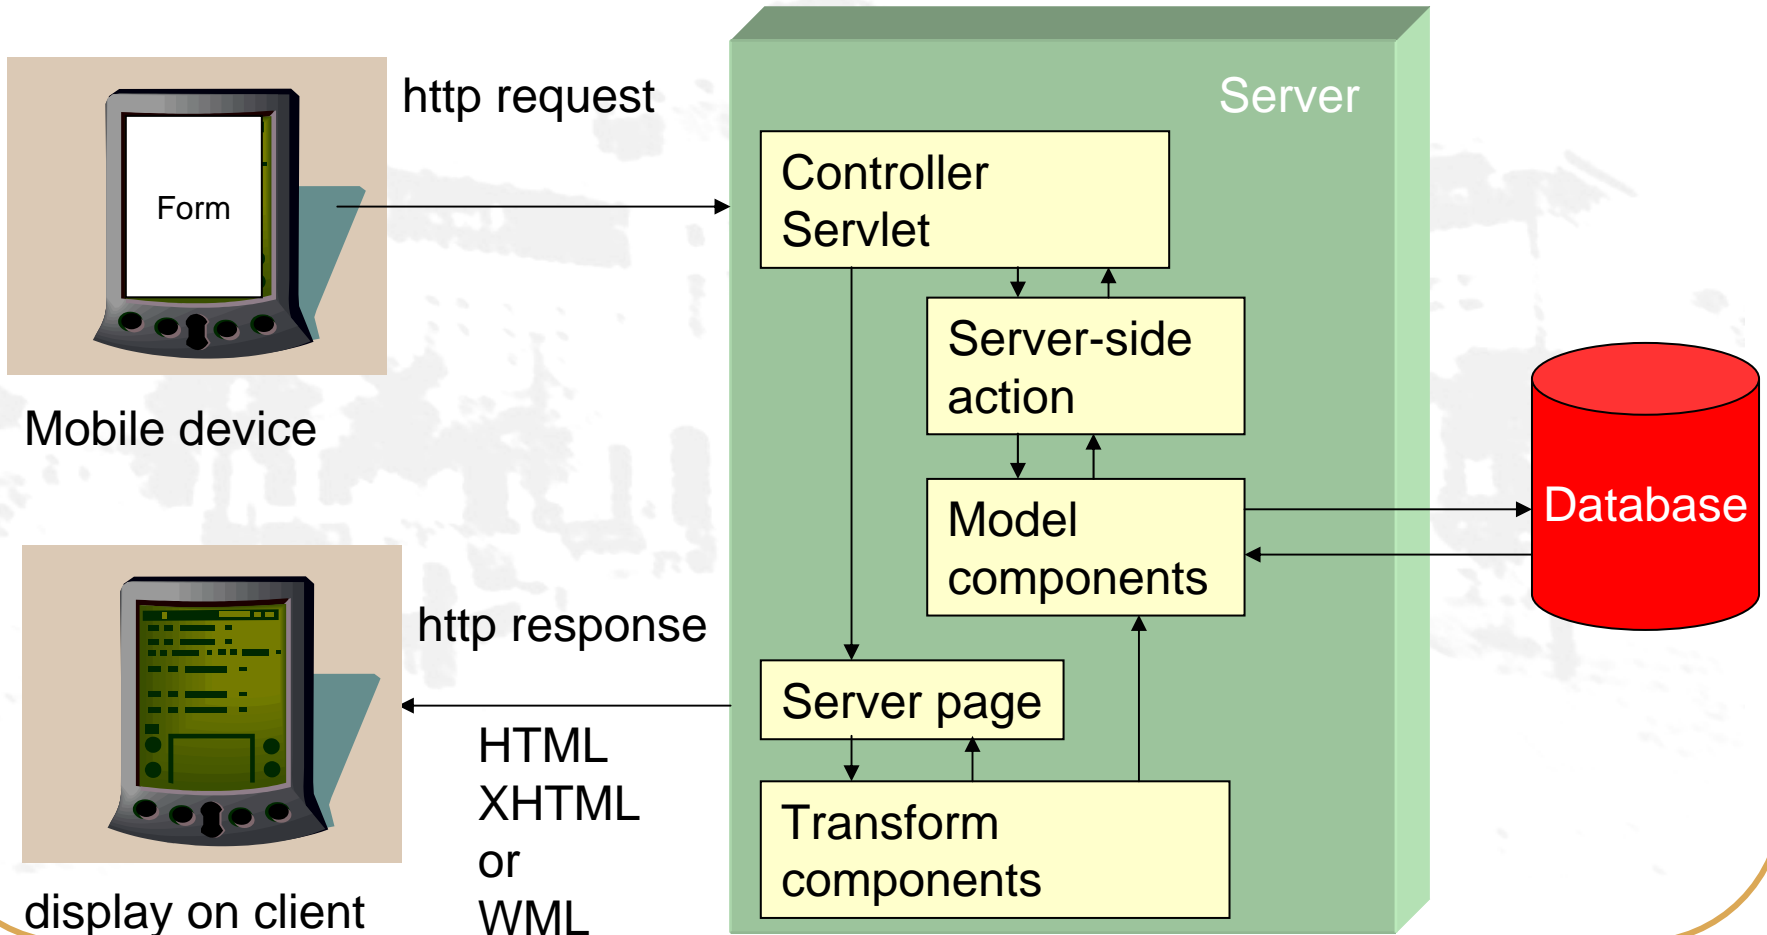 http request
Server
Form
Controller
Servlet
Server-side
action
Mobile device
Model
components
Database
http response
Server page
HTML
XHTML
or
WML
Transform
components
display on client